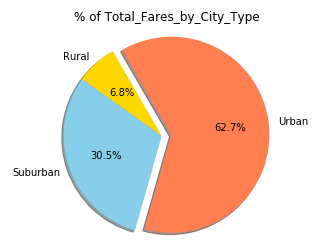 % of Total_Fares_by_City_Type
Rural
6.8%
62.7%
Urban
30.5%
Suburban